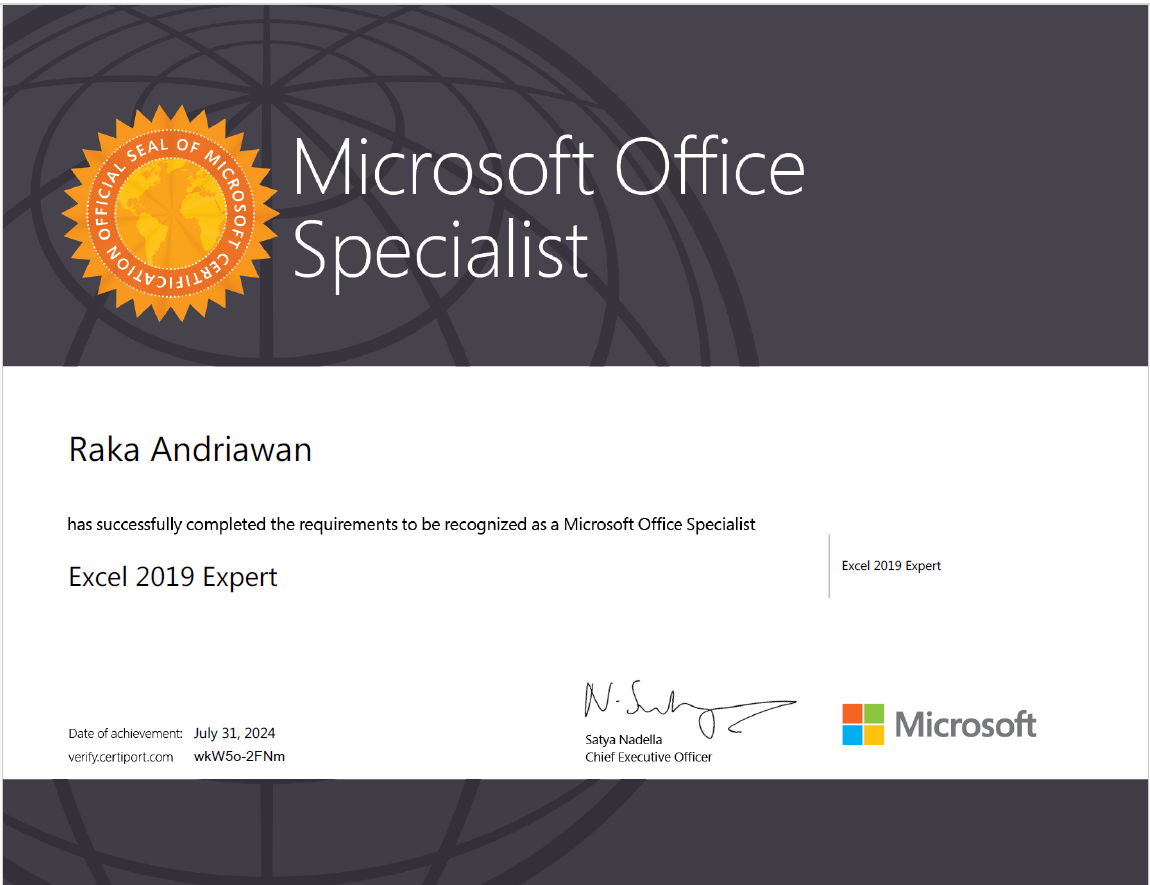 OFFICIAL SEAL OF MICROSOFT CERTIFICATION
Microsoft Office
Specialist
Raka Andriawan
has successfully completed the requirements to be recognized as a Microsoft Office Specialist
Excel 2019 Expert
Excel 2019 Expert
Date of achievement: July 31, 2024
verify.certiport.com wkW5o-2FNm
N. Satya
Satya Nadella
Chief Executive Officer
Microsoft